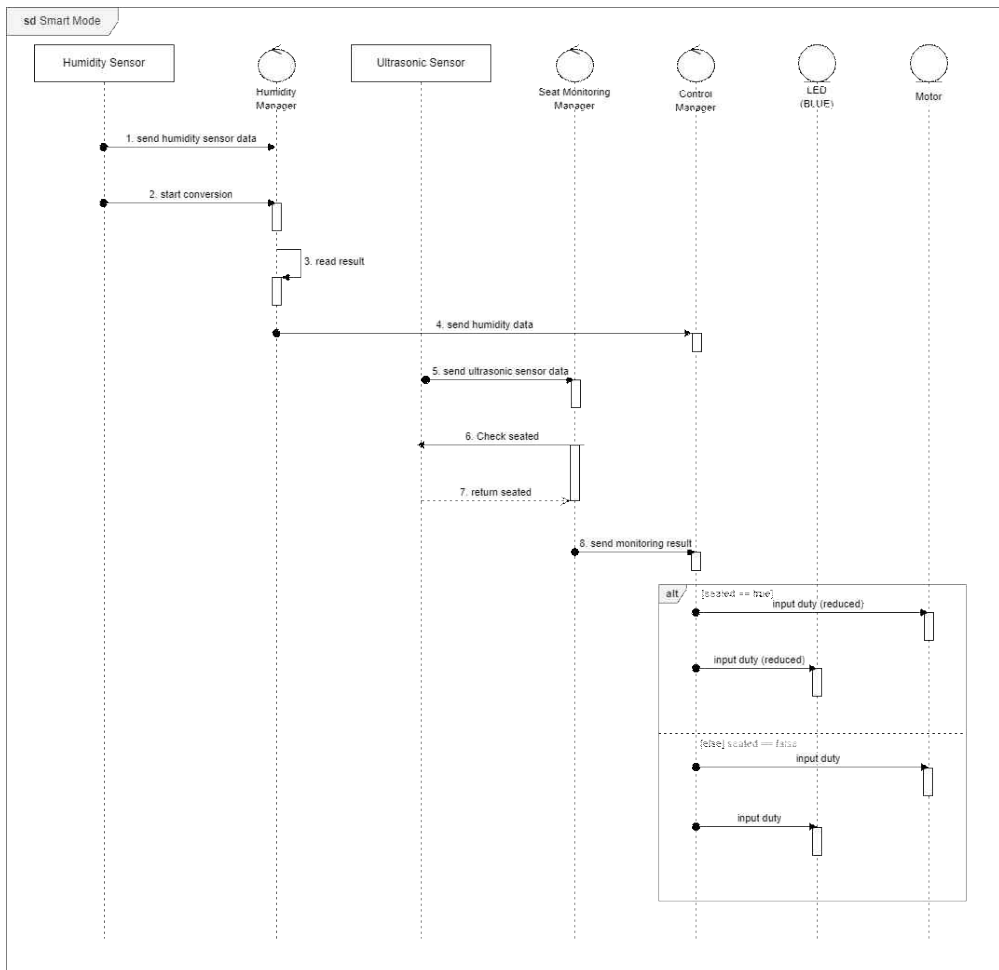 sd Smart Mode
Humidity Sensor
Humidity
Manager
Ultrasonic Sensor
Seat Monitoring
Manager
Control
Manager
LED
(BLUE)
Motor
1. send humidity sensor data
2. start conversion
3. read result
4. send humidity data
5. send ultrasonic sensor data
6. Check seated
7. return seated
8. send monitoring result
alt
[seated == true]
input duty (reduced)
input duty (reduced)
[else] seated == false
input duty
input duty